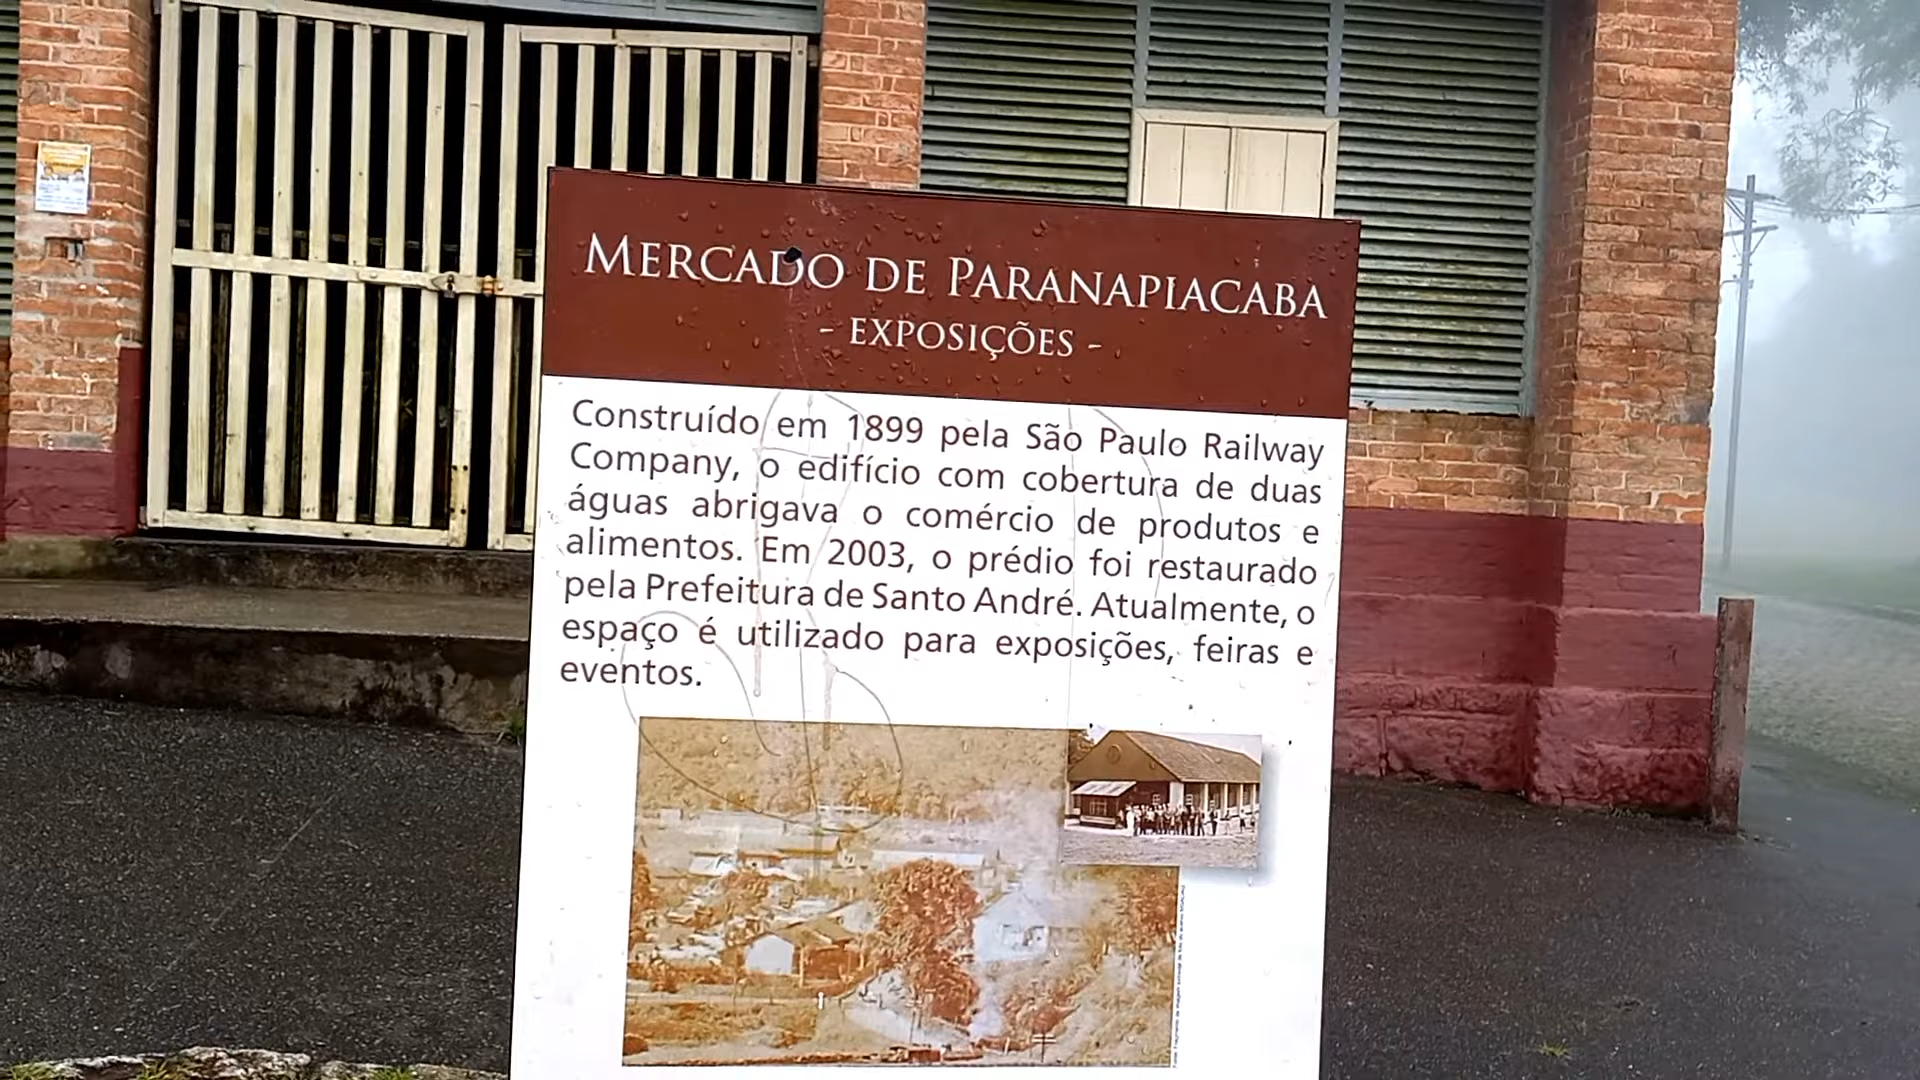 MERCADO DE PARANAPIACABA
- EXPOSIÇÕES -
Construído em 1899 pela São Paulo Railway
Company, o edifício com cobertura de duas
águas abrigava o comércio de produtos e
alimentos. Em 2003, o prédio foi restaurado
pela Prefeitura de Santo André. Atualmente, o
espaço é utilizado para exposições, feiras e
eventos.